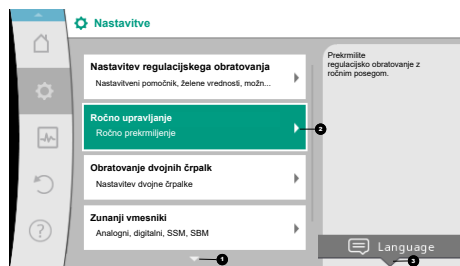 Nastavitve
Nastavitev regulacijskega obratovanja
Nastavitveni pomočnik, želene vrednosti, možn...
Ročno upravljanje
Ročno prekrmiljenje
Obratovanje dvojnih črpalk
Nastavitev dvojne črpalke
Zunanji vmesniki
Analogni, digitalni, SSM, SBM
Prekrmilite
regulacijsko obratovanje z
ročnim posegom.
2
1
Language
3